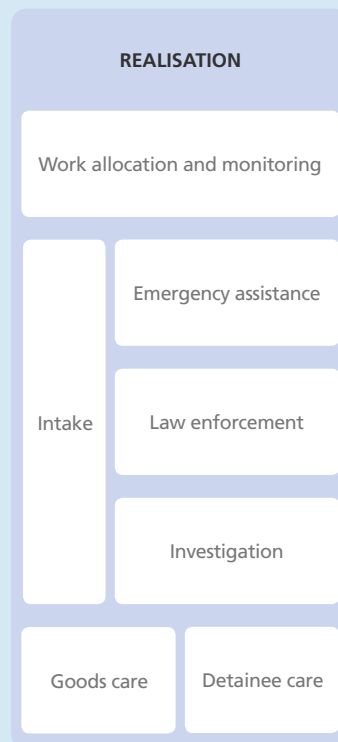 REALISATION
Work allocation and monitoring
Emergency assistance
Intake
Law enforcement
Investigation
Goods care
Detainee care